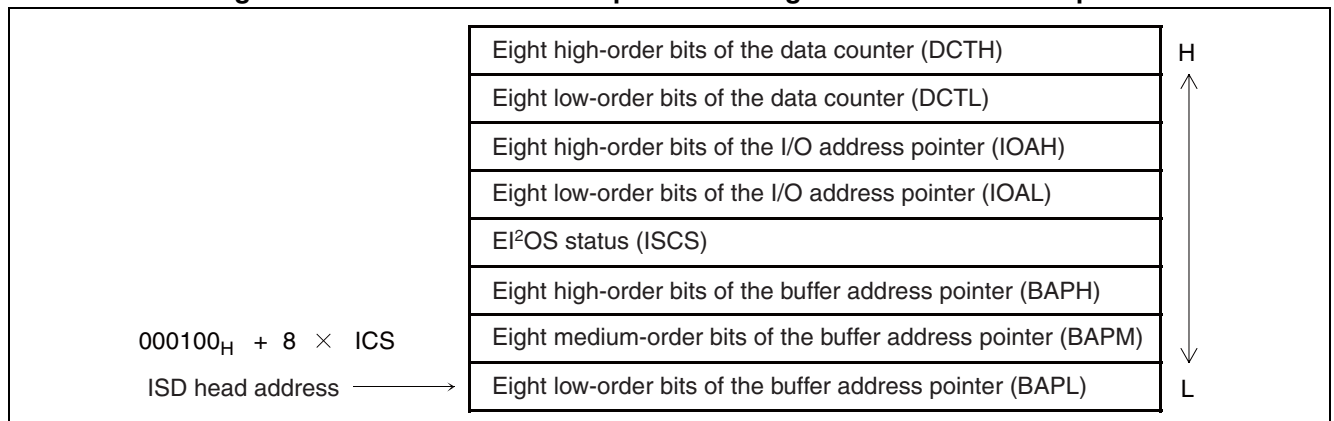 Eight high-order bits of the data counter (DCTH)
H
Eight low-order bits of the data counter (DCTL)
Eight high-order bits of the I/O address pointer (IOAH)
Eight low-order bits of the I/O address pointer (IOAL)
EI²OS status (ISCS)
Eight high-order bits of the buffer address pointer (BAPH)
000100H + 8 × ICS
Eight medium-order bits of the buffer address pointer (BAPM)
ISD head address
Eight low-order bits of the buffer address pointer (BAPL)
L